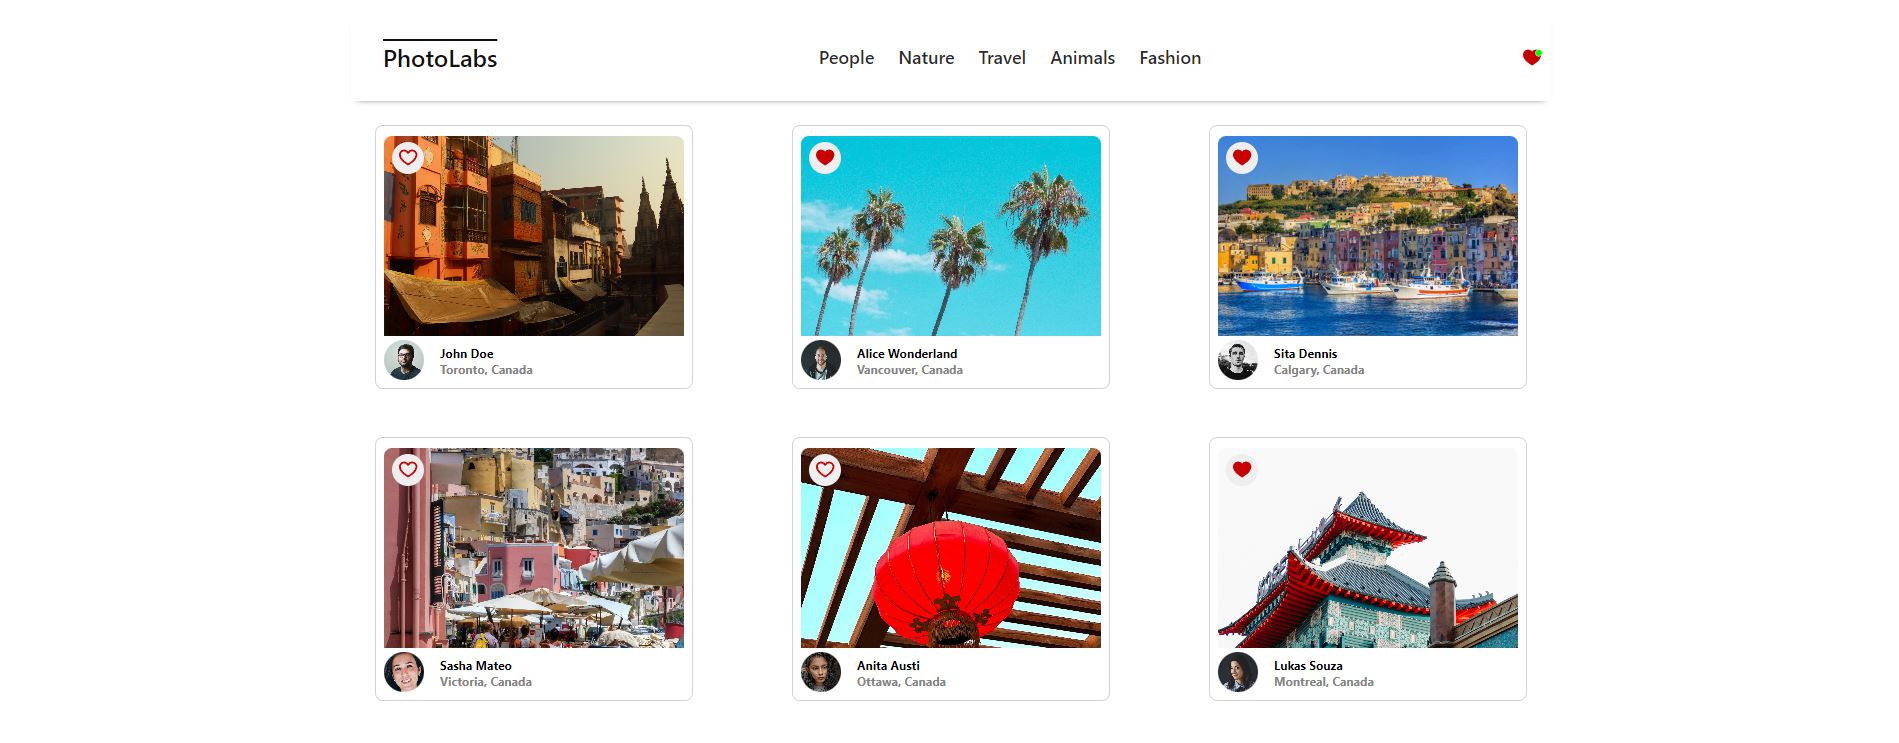 PhotoLabs
People Nature Travel Animals Fashion
John Doe
Toronto, Canada
Alice Wonderland
Vancouver, Canada
Sita Dennis
Calgary, Canada
Sasha Mateo
Victoria, Canada
Anita Austi
Ottawa, Canada
Lukas Souza
Montreal, Canada